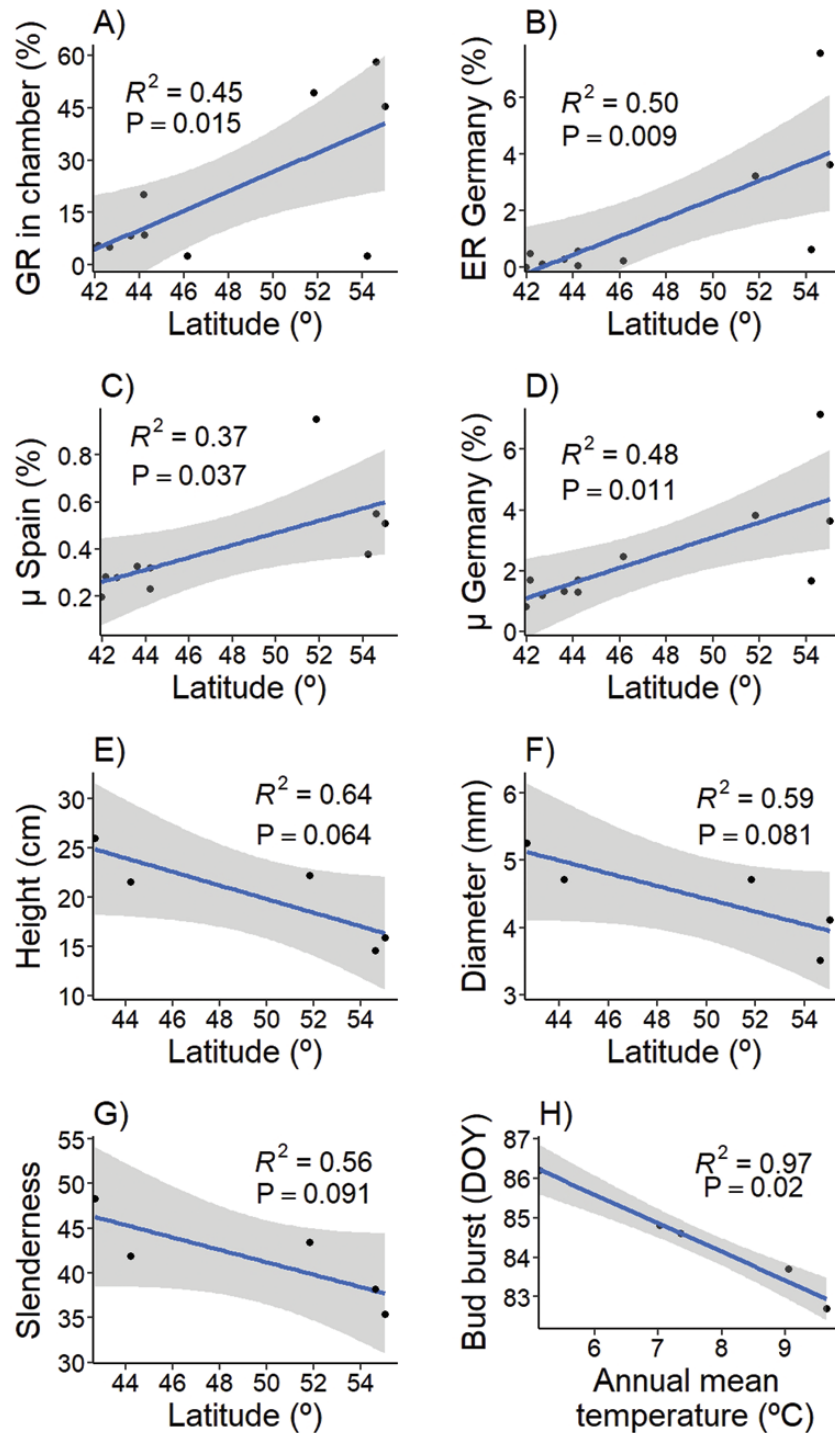 A)
GR in chamber (%)
60
45
30
15
0
R² = 0.45
P = 0.015
42 44 46 48 50 52 54
Latitude (º)
B)
ER Germany (%)
6
4
2
0
R² = 0.50
P = 0.009
42 44 46 48 50 52 54
Latitude (º)
C)
μ Spain (%)
0.8
0.6
0.4
0.2
R² = 0.37
P = 0.037
42 44 46 48 50 52 54
Latitude (º)
D)
μ Germany (%)
6
4
2
0
R² = 0.48
P = 0.011
42 44 46 48 50 52 54
Latitude (º)
E)
Height (cm)
30
25
20
15
10
R² = 0.64
P = 0.064
44 46 48 50 52 54
Latitude (º)
F)
Diameter (mm)
6
5
4
3
R² = 0.59
P = 0.081
44 46 48 50 52 54
Latitude (º)
G)
Slenderness
55
50
45
40
35
30
R² = 0.56
P = 0.091
44 46 48 50 52 54
Latitude (º)
H)
Bud burst (DOY)
87
86
85
84
83
R² = 0.97
P = 0.02
6 7 8 9
Annual mean
temperature (ºC)